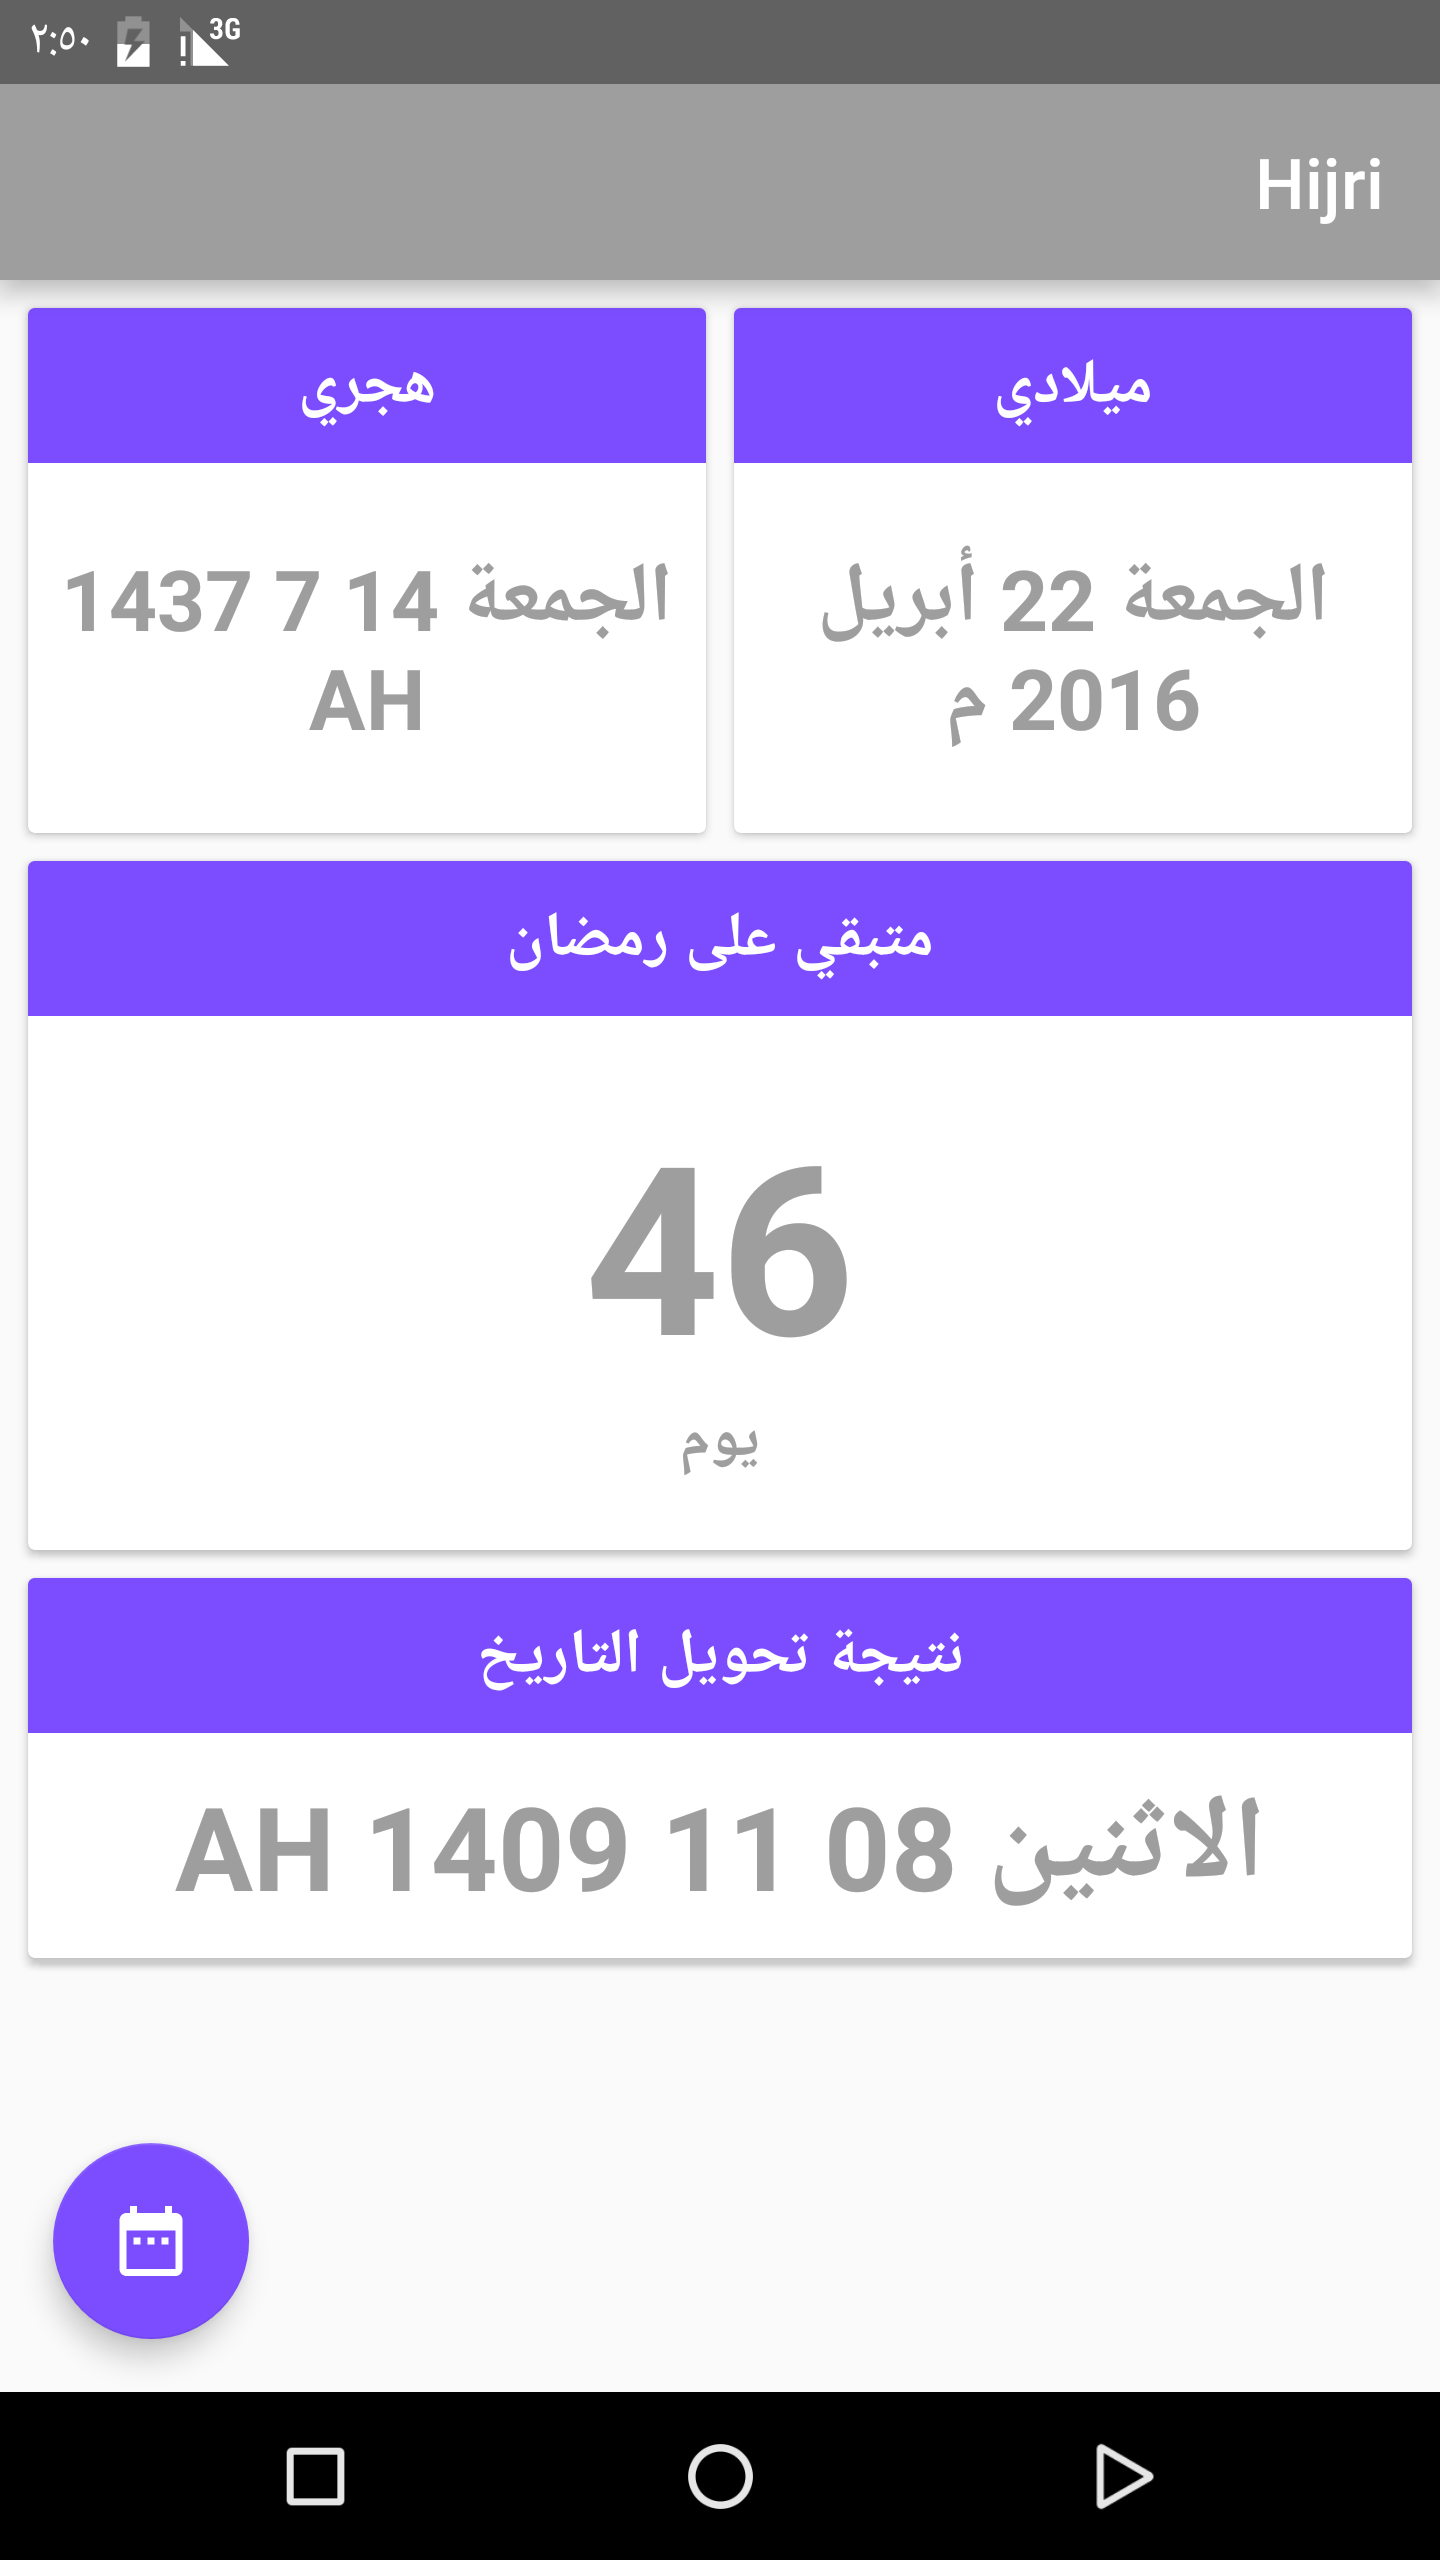 ٢:٥٠
3G
Hijri
ميلادي
الجمعة 22 أبريل
2016 م
هجري
الجمعة 14 7 1437
AH
متبقي على رمضان
46
يوم
نتيجة تحويل التاريخ
الاثنين 08 11 1409 AH